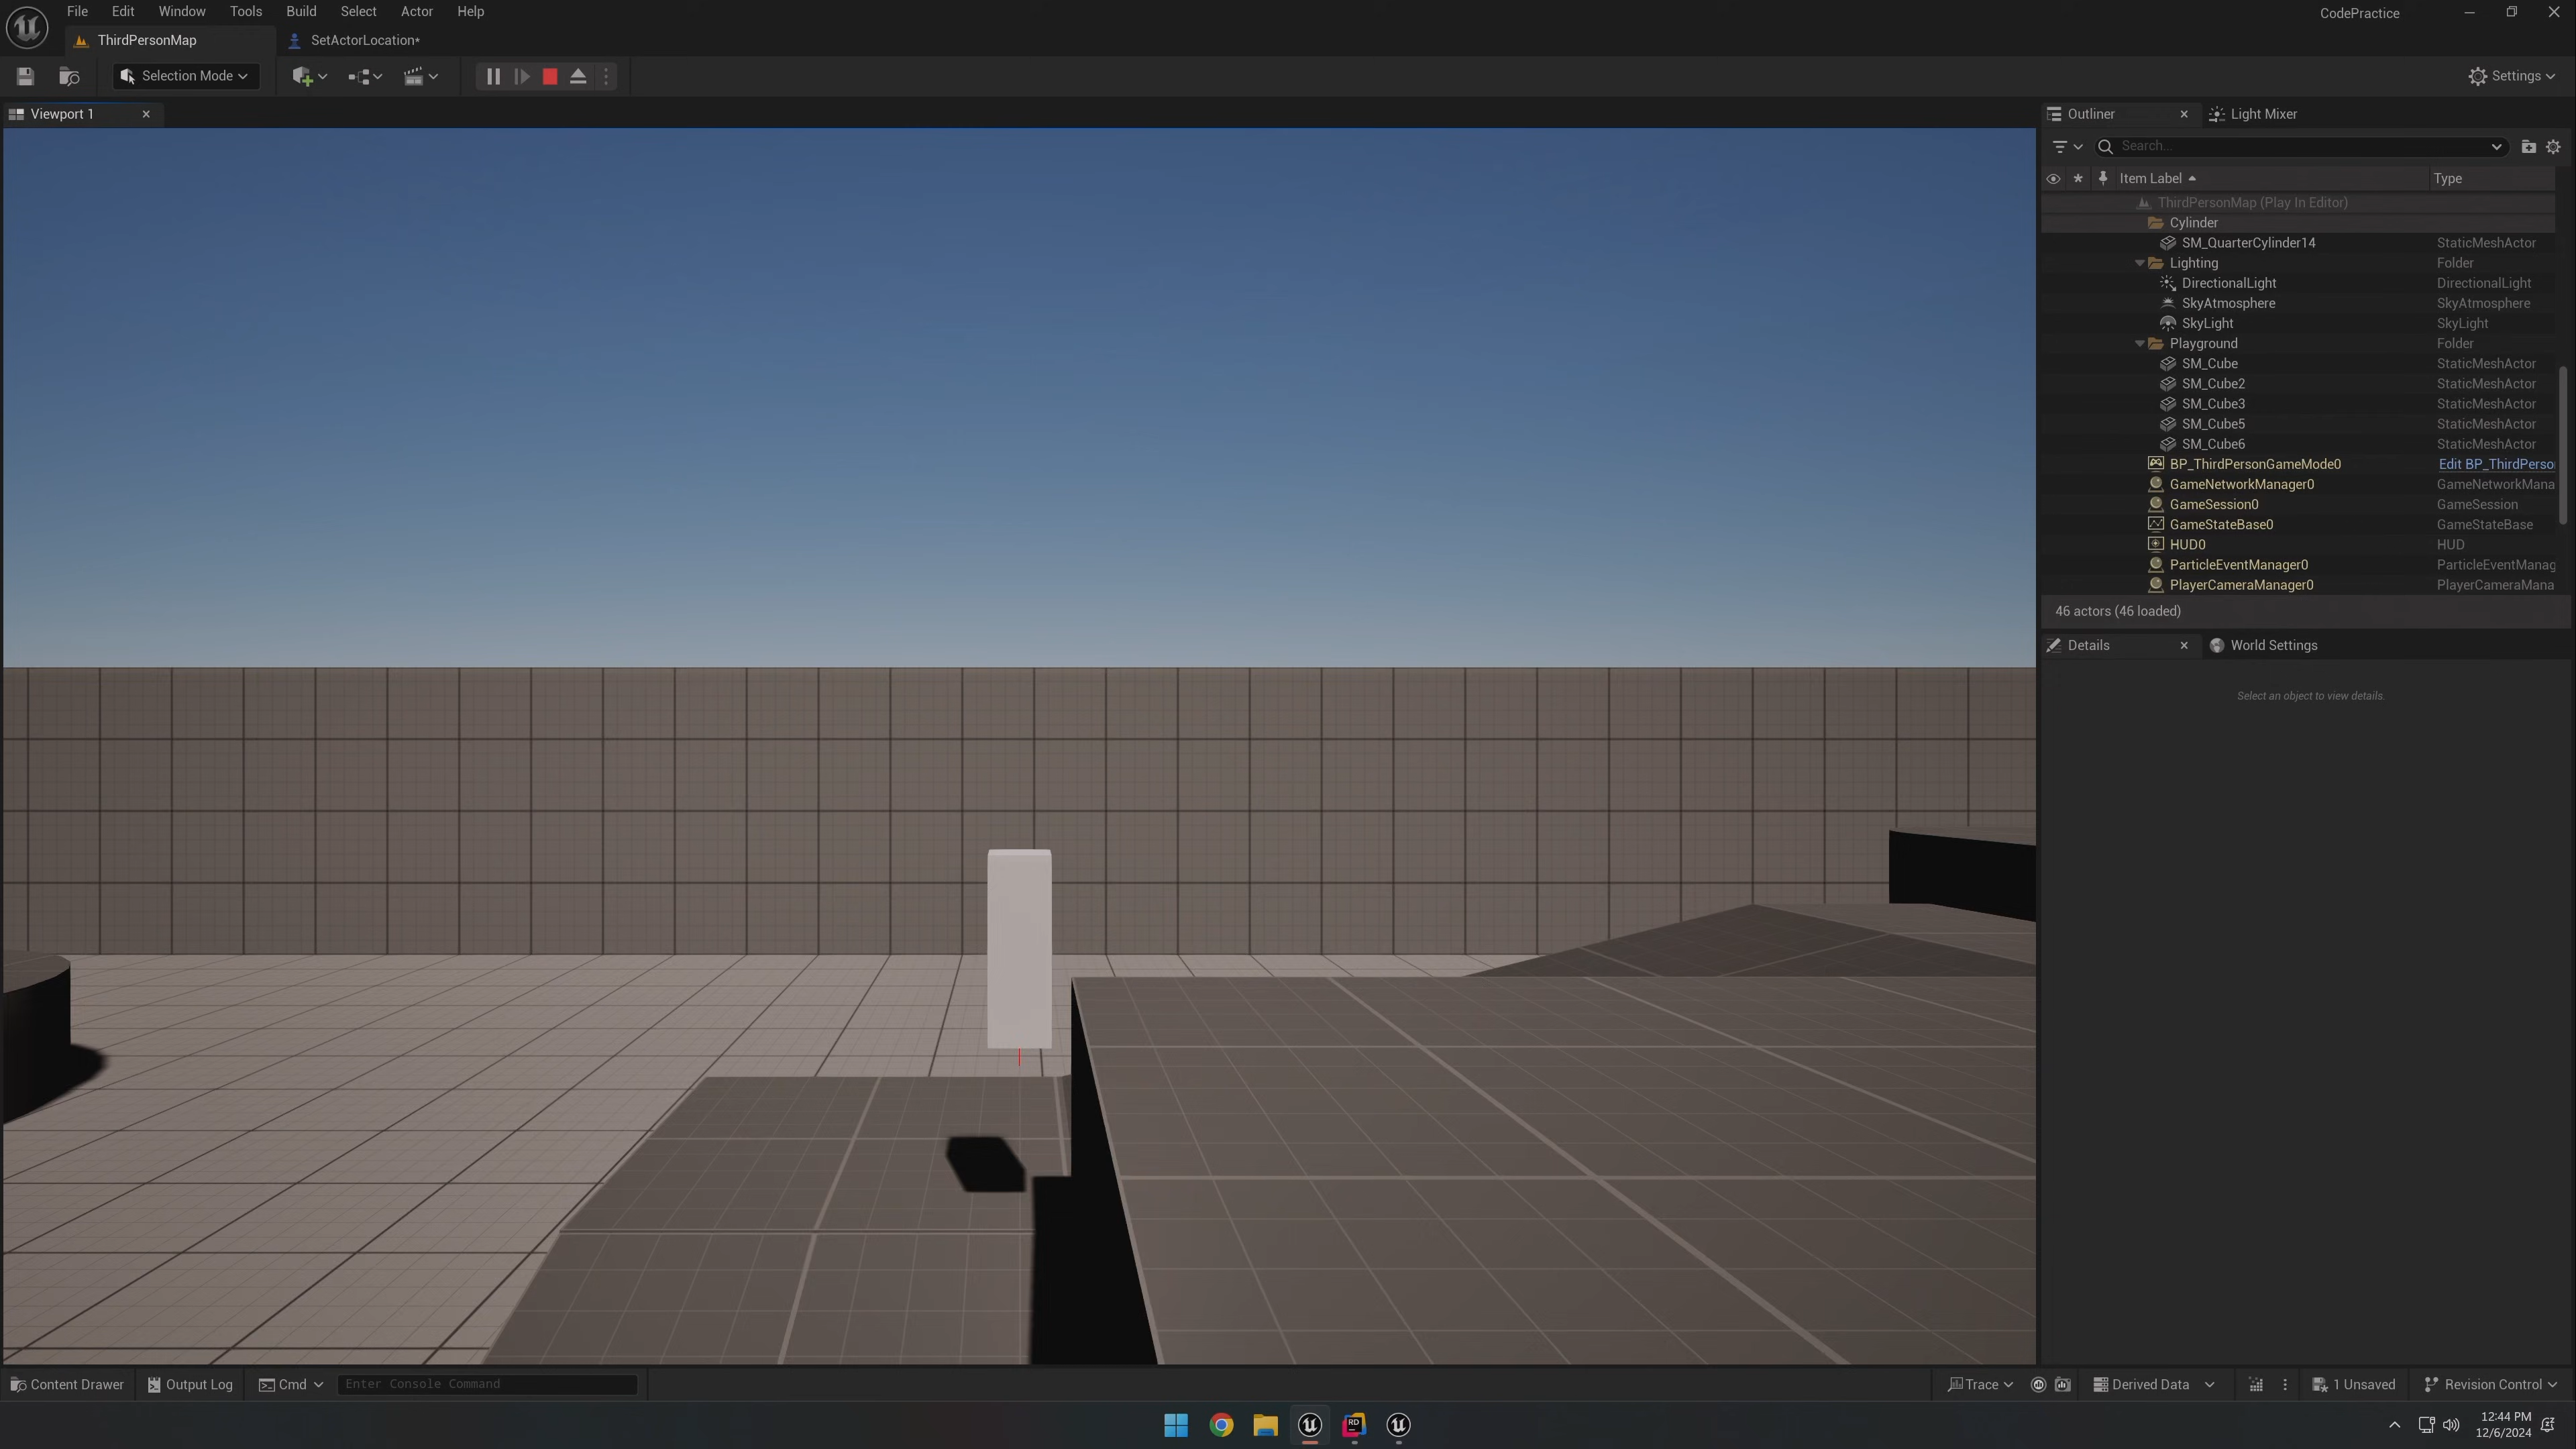 File Edit Window Tools Build Select Actor Help
CodePractice
ThirdPersonMap
SetActorLocation*
Selection Mode
Settings
Viewport 1
Outliner
Light Mixer
Search...
Item Label
Type
ThirdPersonMap (Play In Editor)
Cylinder
SM_QuarterCylinder14 StaticMeshActor
Lighting Folder
DirectionalLight DirectionalLight
SkyAtmosphere SkyAtmosphere
SkyLight SkyLight
Playground Folder
SM_Cube StaticMeshActor
SM_Cube2 StaticMeshActor
SM_Cube3 StaticMeshActor
SM_Cube5 StaticMeshActor
SM_Cube6 StaticMeshActor
BP_ThirdPersonGameMode0 Edit BP_ThirdPerso
GameNetworkManager0 GameNetworkMana
GameSession0 GameSession
GameStateBase0 GameStateBase
HUD0 HUD
ParticleEventManager0 ParticleEventManag
PlayerCameraManager0 PlayerCameraMana
46 actors (46 loaded)
Details
World Settings
Select an object to view details.
Content Drawer
Output Log
Cmd
Enter Console Command
Trace
Derived Data
1 Unsaved
Revision Control
RD
12:44 PM
12/6/2024